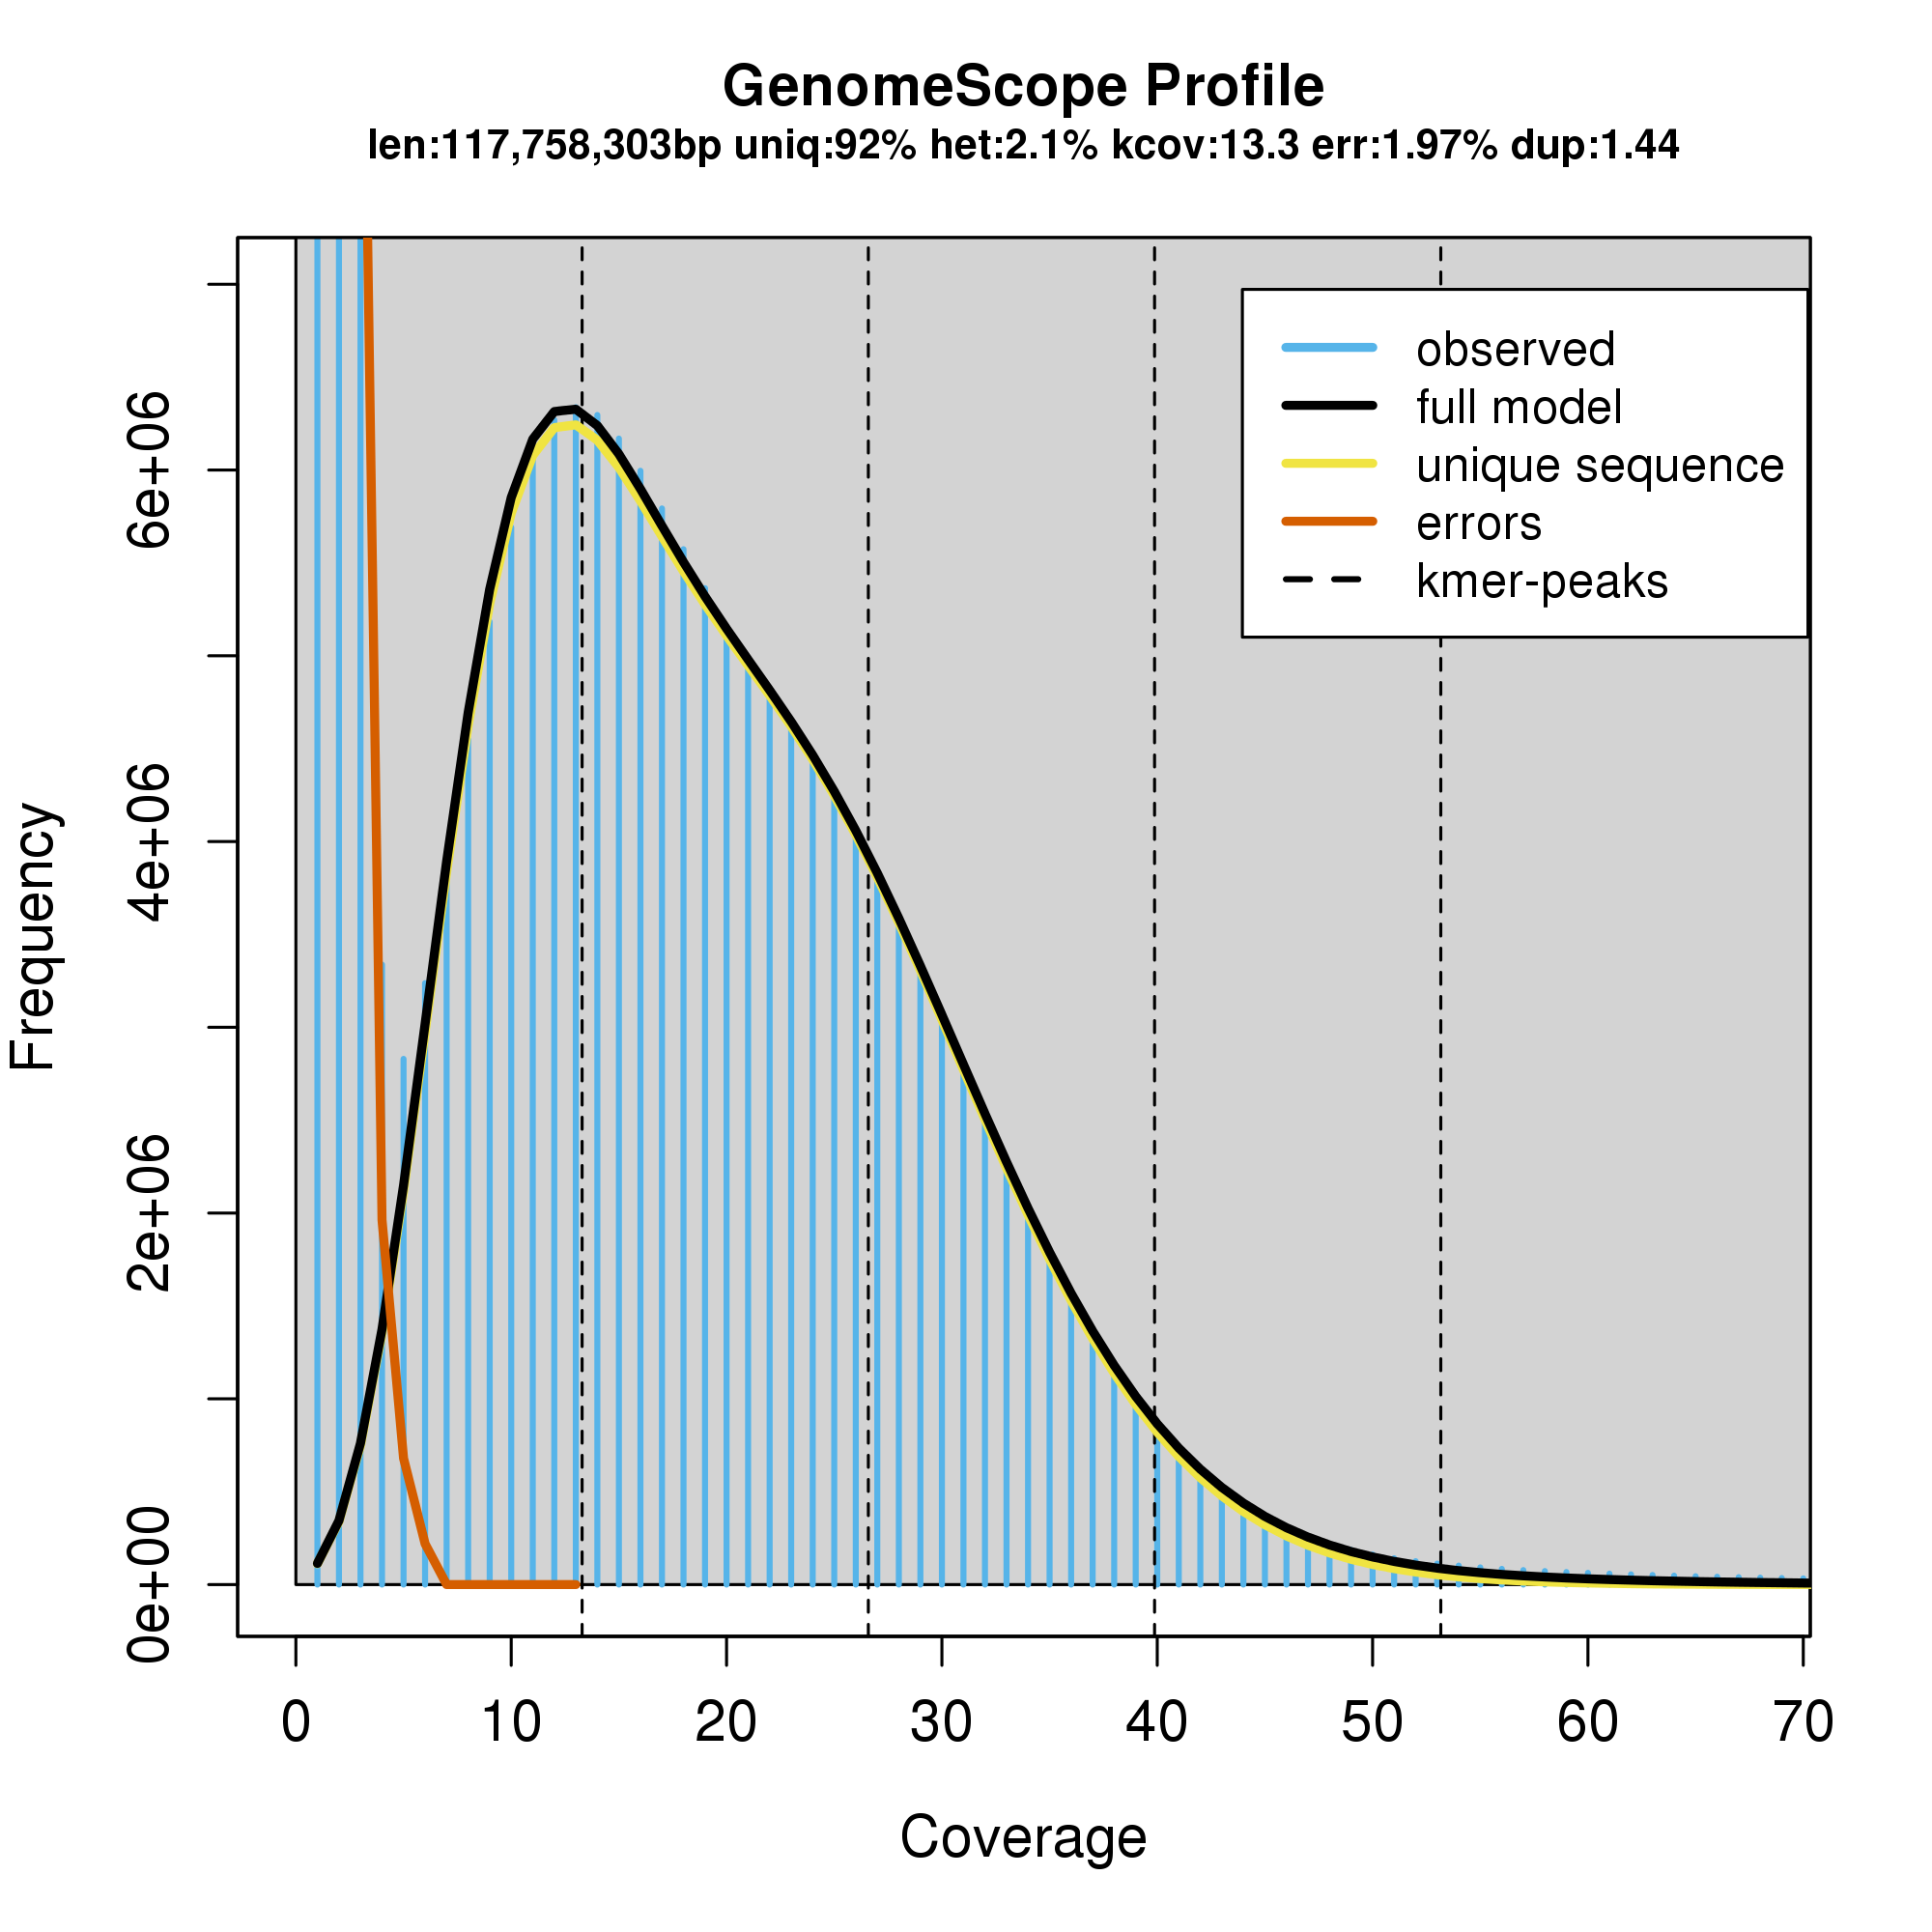 GenomeScope Profile
len:117,758,303bp uniq:92% het:2.1% kcov:13.3 err:1.97% dup:1.44
observed
full model
unique sequence
errors
kmer-peaks
Frequency
6e+06
4e+06
2e+06
0e+00
0 10 20 30 40 50 60 70
Coverage